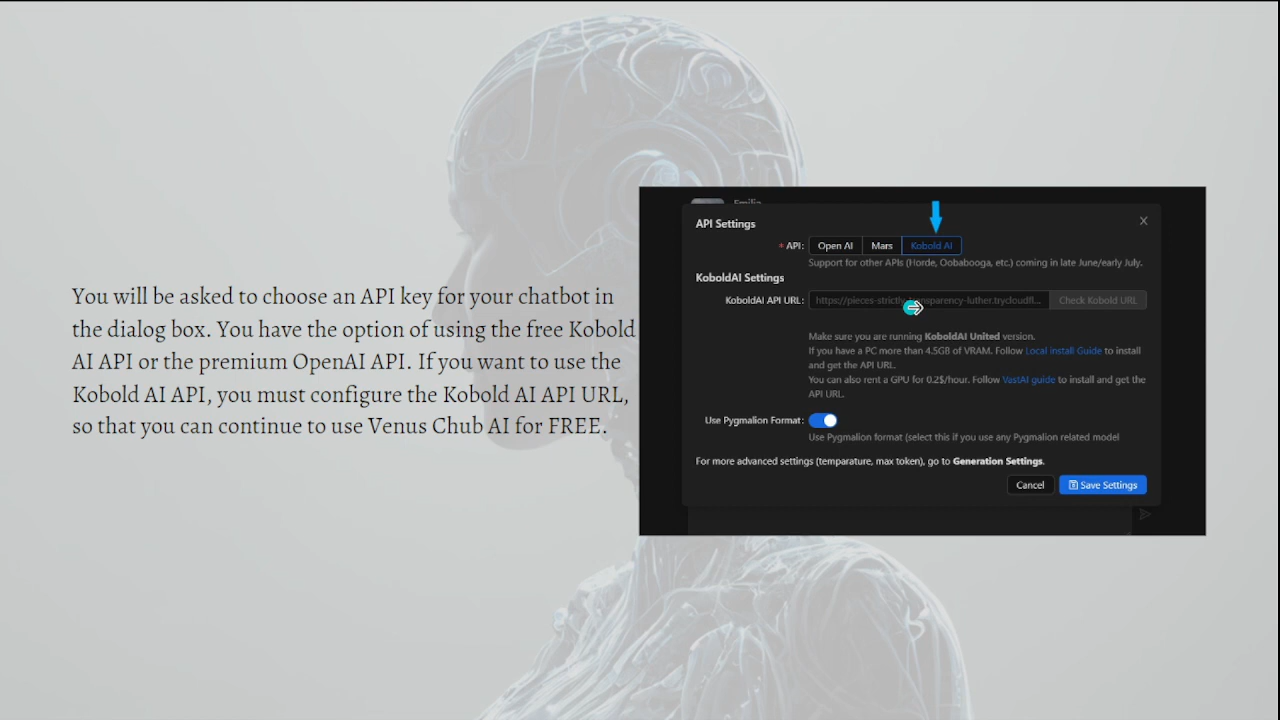 You will be asked to choose an API key for your chatbot in
the dialog box. You have the option of using the free Kobold
AI API or the premium OpenAI API. If you want to use the
Kobold AI API, you must configure the Kobold AI API URL,
so that you can continue to use Venus Chub AI for FREE.
Emilia
API Settings
* API: Open AI Mars Kobold AI
Support for other APIs (Horde, Oobabooga, etc.) coming in late June/early July.
KoboldAI Settings
KoboldAI API URL: Check Kobold URL
Make sure you are running KoboldAI United version.
If you have a PC more than 4.5GB of VRAM. Follow Local install Guide to install
and get the API URL.
You can also rent a GPU for 0.2$/hour. Follow VastAI guide to install and get the
API URL.
Use Pygmalion Format:
Use Pygmalion format (select this if you use any Pygmalion related model
For more advanced settings (temparature, max token), go to Generation Settings.
Cancel Save Settings